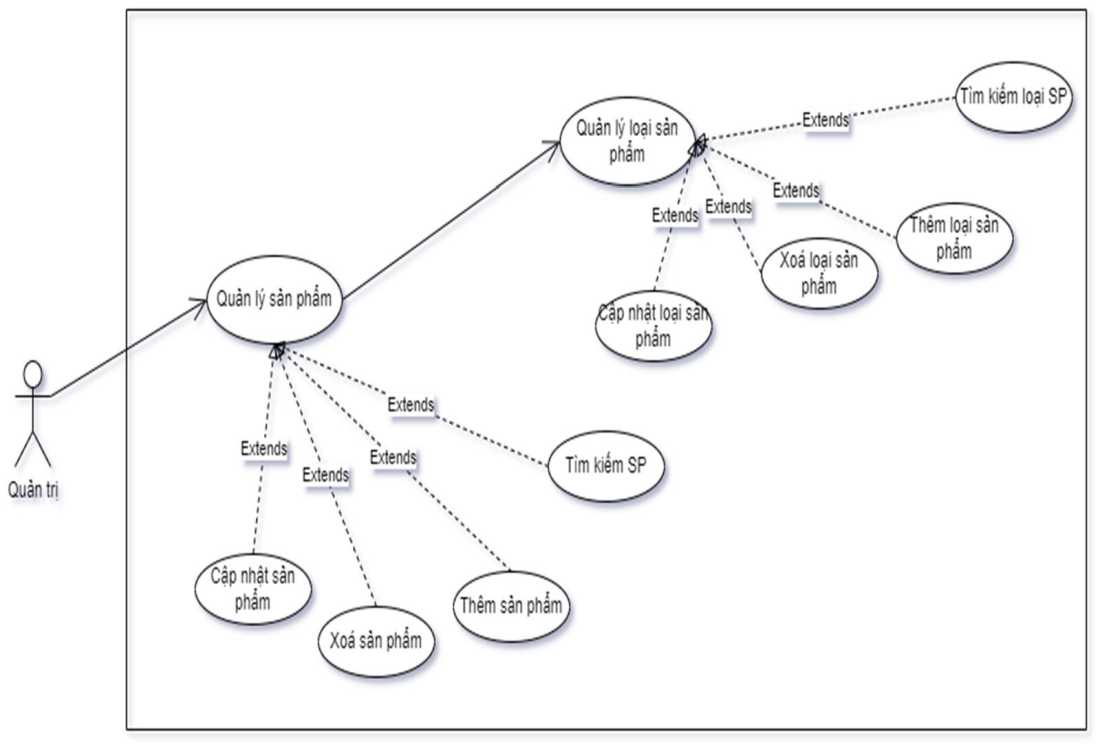 Tìm kiếm loại SP
Extends
Quản lý loại sản
phẩm
Extends
Extends
Extends
Thêm loại sản
phẩm
Xoá loại sản
phẩm
Cập nhật loại sản
phẩm
Quản lý sản phẩm
Extends
Extends
Extends
Extends
Tìm kiếm SP
Quản trị
Cập nhật sản
phẩm
Thêm sản phẩm
Xoá sản phẩm